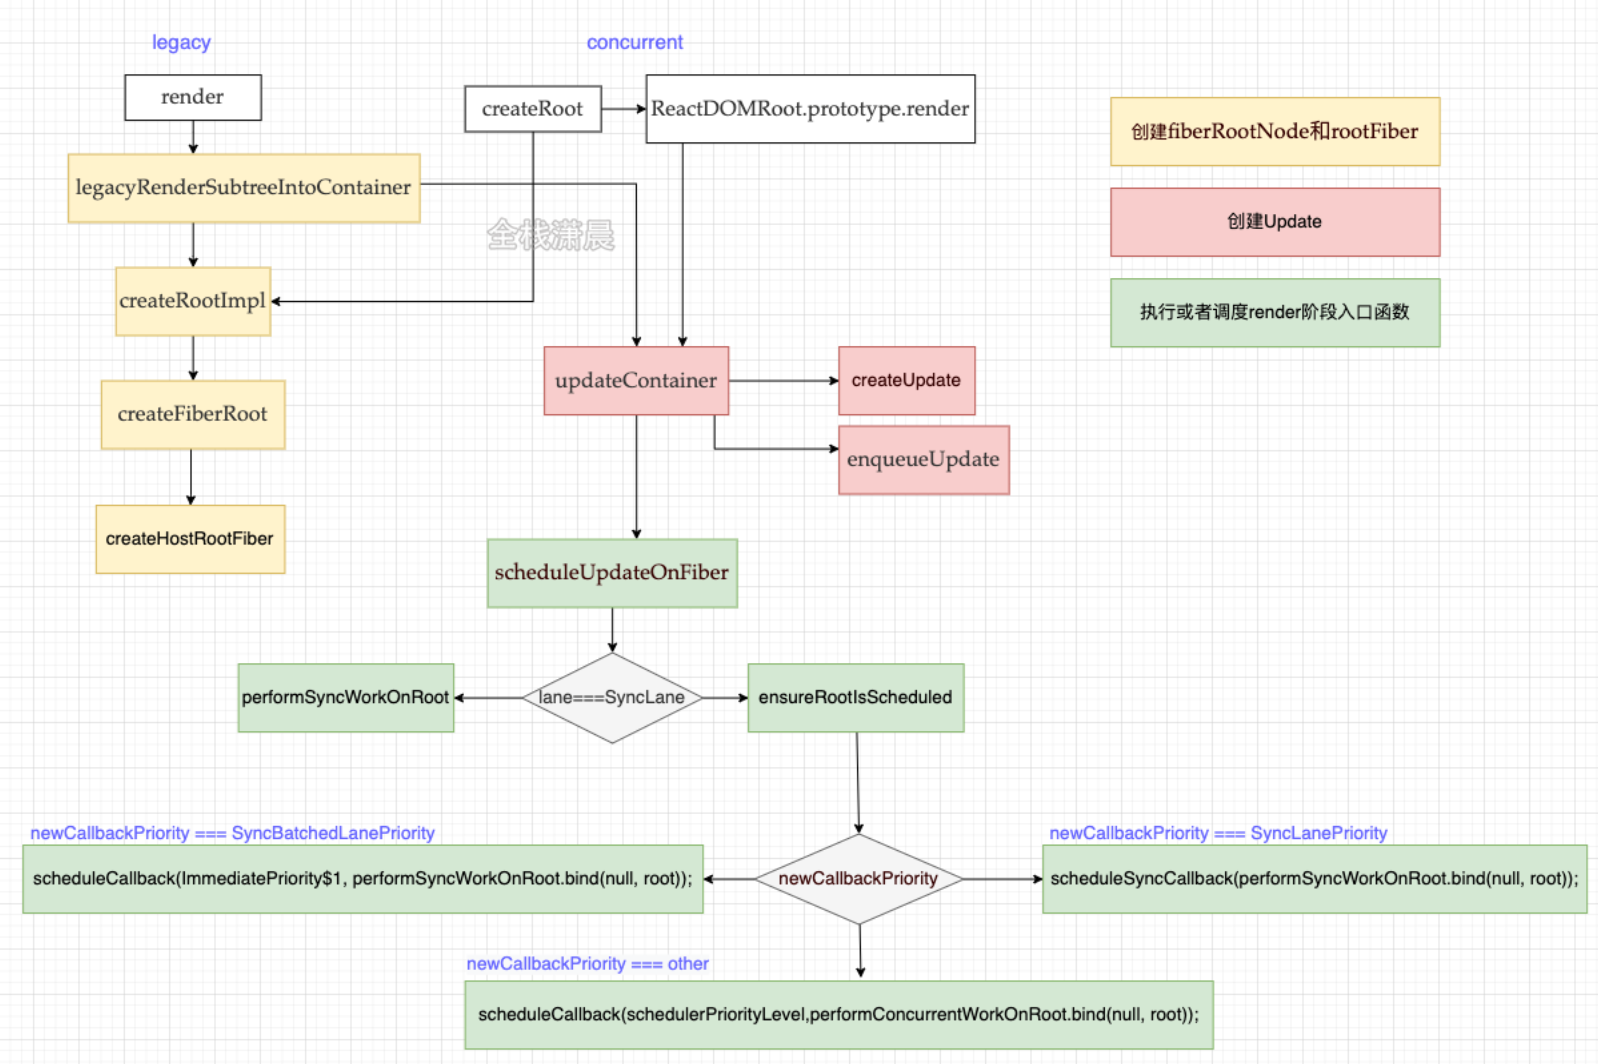 legacy
concurrent
render
createRoot
ReactDOMRoot.prototype.render
创建fiberRootNode和rootFiber
legacyRenderSubtreeIntoContainer
创建Update
全栈潇晨
createRootImpl
执行或者调度render阶段入口函数
updateContainer
createUpdate
createFiberRoot
enqueueUpdate
createHostRootFiber
scheduleUpdateOnFiber
performSyncWorkOnRoot
lane===SyncLane
ensureRootIsScheduled
newCallbackPriority === SyncBatchedLanePriority
newCallbackPriority === SyncLanePriority
scheduleCallback(ImmediatePriority$1, performSyncWorkOnRoot.bind(null, root));
newCallbackPriority
scheduleSyncCallback(performSyncWorkOnRoot.bind(null, root));
newCallbackPriority === other
scheduleCallback(schedulerPriorityLevel,performConcurrentWorkOnRoot.bind(null, root));